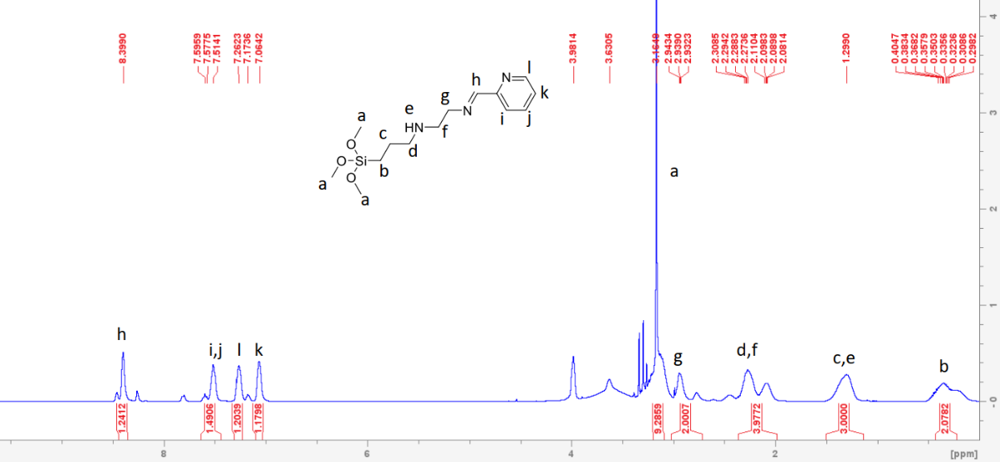 8.3990
7.5959
7.5775
7.5141
7.2623
7.1736
7.0642
3.9814
3.6305
3.1649
2.9434
2.9390
2.9323
2.3085
2.2942
2.2883
2.2736
2.1104
2.0983
2.0898
2.0814
1.2990
0.4047
0.3834
0.3682
0.3579
0.3503
0.3356
0.3236
0.3086
0.2982
N
l
h
k
g
e
N
i
j
a
HN
f
c
d
O
O
Si
b
a
O
a
a
h
i,j
l
k
g
d,f
c,e
b
1.2412
1.4906
1.2039
1.1798
9.2859
2.0007
3.9772
3.0000
2.0782
8
6
4
2
[ppm]
4
3
2
1
0